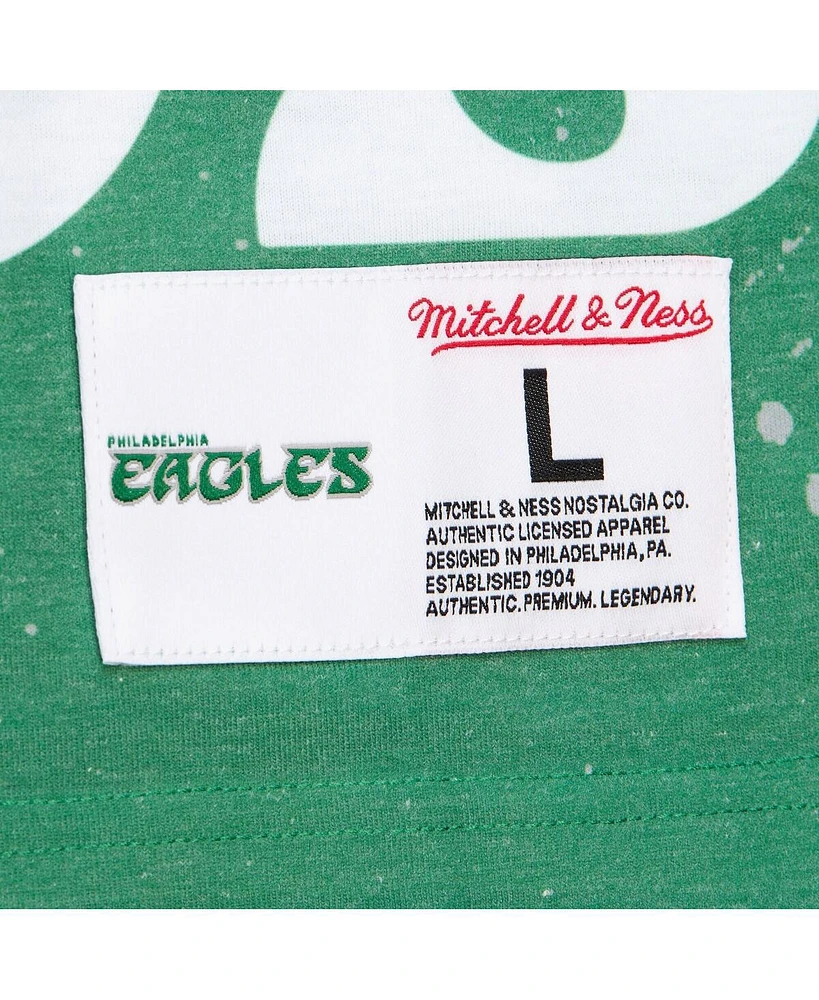 Mitchell & Ness
L
PHILADELPHIA
EAGLES
MITCHELL & NESS NOSTALGIA CO.
AUTHENTIC LICENSED APPAREL
DESIGNED IN PHILADELPHIA, PA.
ESTABLISHED 1904
AUTHENTIC. PREMIUM. LEGENDARY.